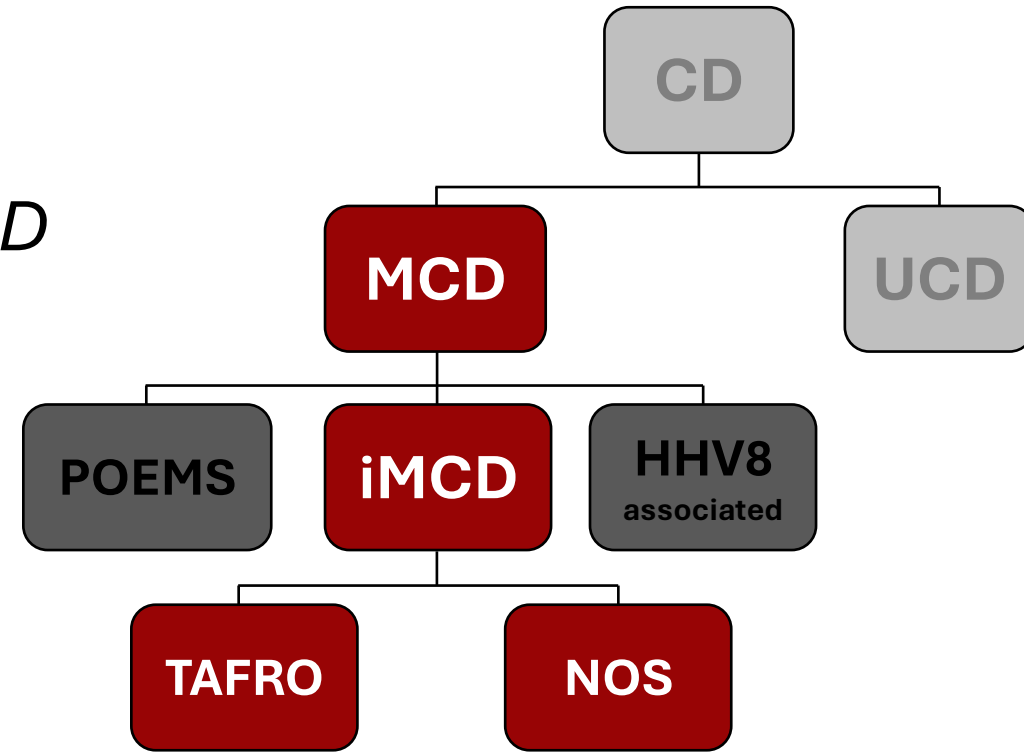 CD
D
MCD
UCD
POEMS
iMCD
HHV8
associated
TAFRO
NOS